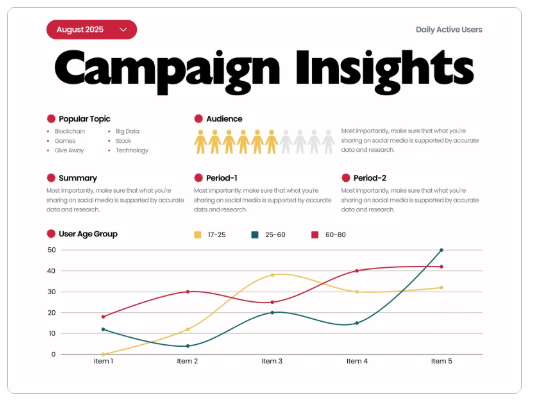 August 2025
Daily Active Users
Campaign Insights
Popular Topic
Blockchain
Games
Give Away
Big Data
Stock
Technology
Audience
Most importantly, make sure that what you're
sharing on social media is supported by accurate
data and research.
Summary
Most importantly, make sure that what you're
sharing on social media is supported by accurate
data and research.
Period-1
Most importantly, make sure that what you're
sharing on social media is supported by accurate
data and research.
Period-2
Most importantly, make sure that what you're
sharing on social media is supported by accurate
data and research.
User Age Group
17-25
25-60
60-80
50
40
30
20
10
0
Item 1
Item 2
Item 3
Item 4
Item 5